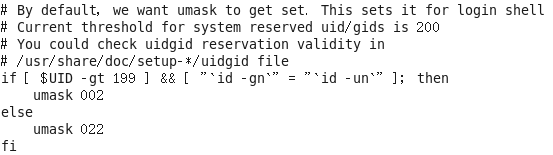 # By default, we want umask to get set. This sets it for login shell
# Current threshold for system reserved uid/gids is 200
# You could check uidgid reservation validity in
# /usr/share/doc/setup-*/uidgid file
if [ $UID -gt 199 ] && [ ”`id -gn`” = ”`id -un`” ]; then
    umask 002
else
    umask 022
fi